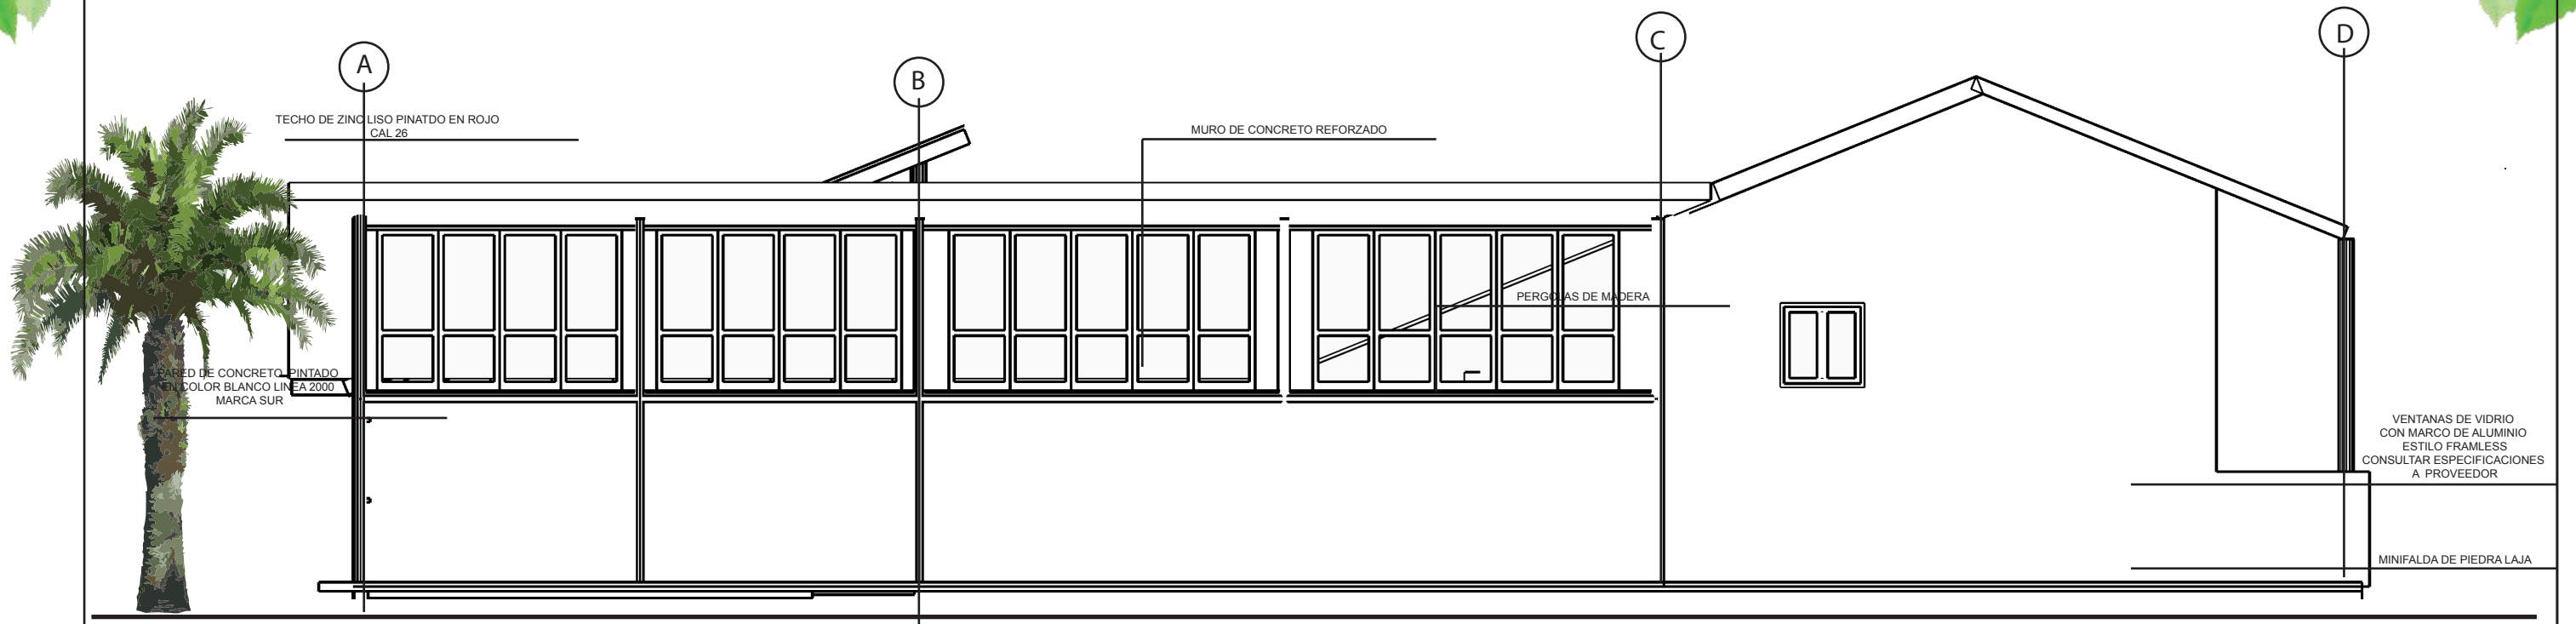 A
B
C
D
TECHO DE ZINC LISO PINATDO EN ROJO
CAL 26
MURO DE CONCRETO REFORZADO
PERGOLAS DE MADERA
PARED DE CONCRETO PINTADO
EN COLOR BLANCO LINEA 2000
MARCA SUR
VENTANAS DE VIDRIO
CON MARCO DE ALUMINIO
ESTILO FRAMLESS
CONSULTAR ESPECIFICACIONES
A PROVEEDOR
MINIFALDA DE PIEDRA LAJA